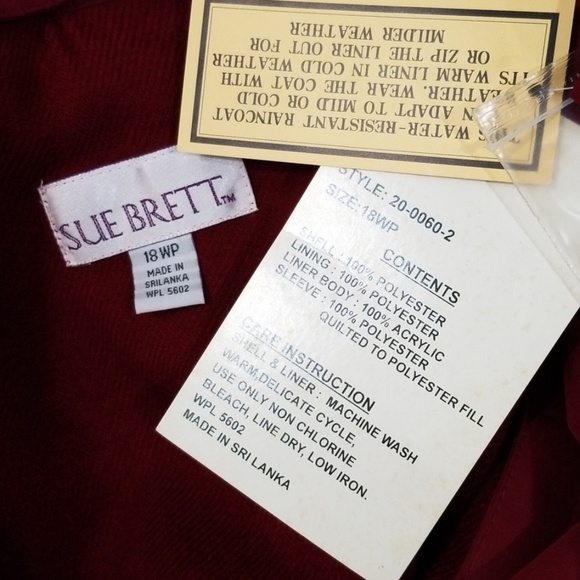 THIS WATER-RESISTANT RAINCOAT
CAN ADAPT TO MILD OR COLD
WEATHER. WEAR THE COAT WITH
ITS WARM LINER IN COLD WEATHER
OR ZIP THE LINER OUT FOR
MILDER WEATHER
SUE BRETT™
18WP
MADE IN
SRILANKA
WPL 5602
STYLE: 20-0060-2
SIZE:18WP
CONTENTS
SHELL: 100% POLYESTER
LINING : 100% POLYESTER
LINER BODY : 100% ACRYLIC
SLEEVE : 100% POLYESTER
QUILTED TO POLYESTER FILL
CARE INSTRUCTION
SHELL & LINER : MACHINE WASH
WARM,DELICATE CYCLE,
USE ONLY NON CHLORINE
BLEACH, LINE DRY, LOW IRON.
WPL 5602
MADE IN SRI LANKA